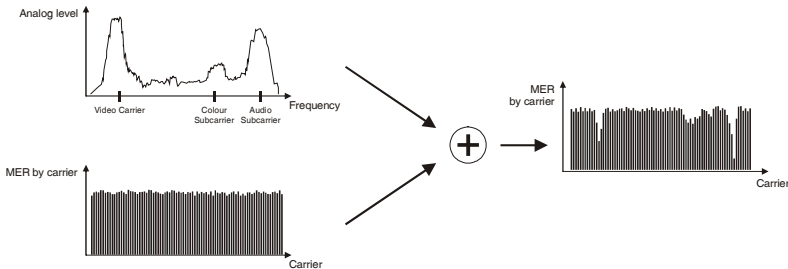 Analog level
Video Carrier
Colour
Subcarrier
Audio
Subcarrier
Frequency
MER by carrier
Carrier
+
MER
by carrier
Carrier